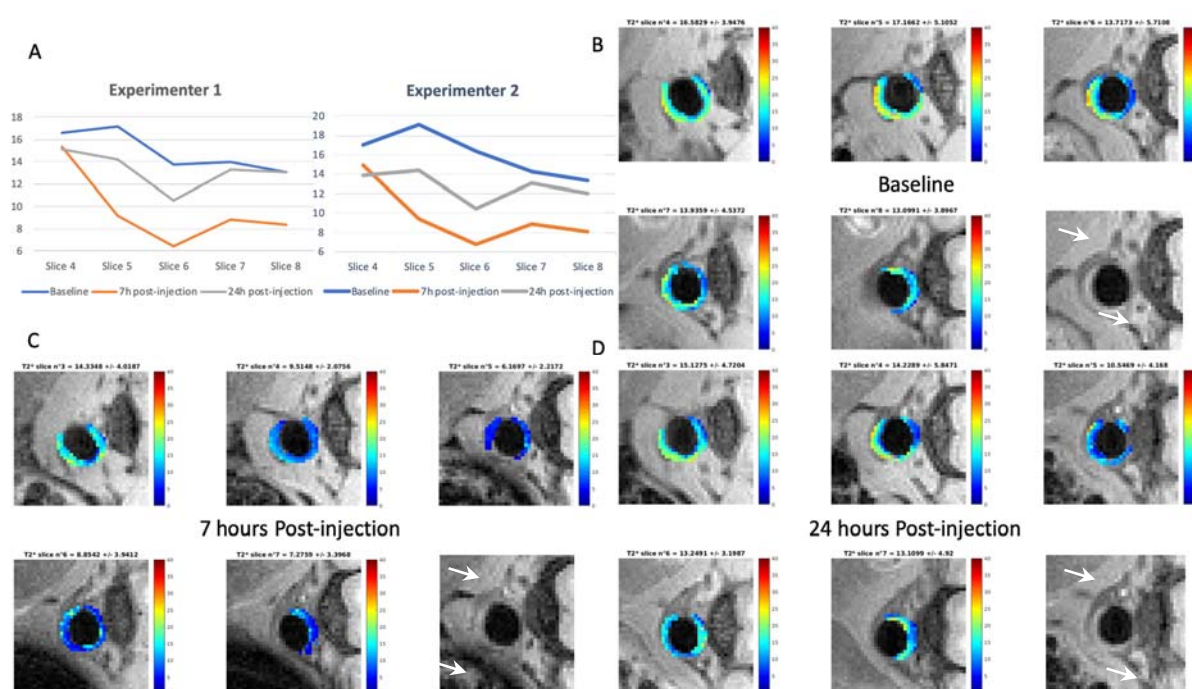 A
Experimenter 1
18
16
14
12
10
8
6
Slice 4 Slice 5 Slice 6 Slice 7 Slice 8
Baseline 7h post-injection 24h post-injection
Experimenter 2
20
18
16
14
12
10
8
6
Slice 4 Slice 5 Slice 6 Slice 7 Slice 8
Baseline 7h post-injection 24h post-injection
B
T2* slice n°4 = 16.5829 +/- 3.9476
T2* slice n°5 = 17.1662 +/- 5.1052
T2* slice n°6 = 13.7173 +/- 5.7108
Baseline
T2* slice n°7 = 13.9359 +/- 4.5372
T2* slice n°8 = 13.0991 +/- 3.8967
C
T2* slice n°3 = 14.3348 +/- 4.0187
T2* slice n°4 = 9.5148 +/- 2.0756
T2* slice n°5 = 6.1697 +/- 2.2172
7 hours Post-injection
T2* slice n°6 = 8.8542 +/- 3.9412
T2* slice n°7 = 7.2759 +/- 3.3968
D
T2* slice n°3 = 15.1275 +/- 4.7204
T2* slice n°4 = 14.2289 +/- 5.8471
T2* slice n°5 = 10.5469 +/- 4.168
24 hours Post-injection
T2* slice n°6 = 13.2491 +/- 3.1987
T2* slice n°7 = 13.1099 +/- 4.92